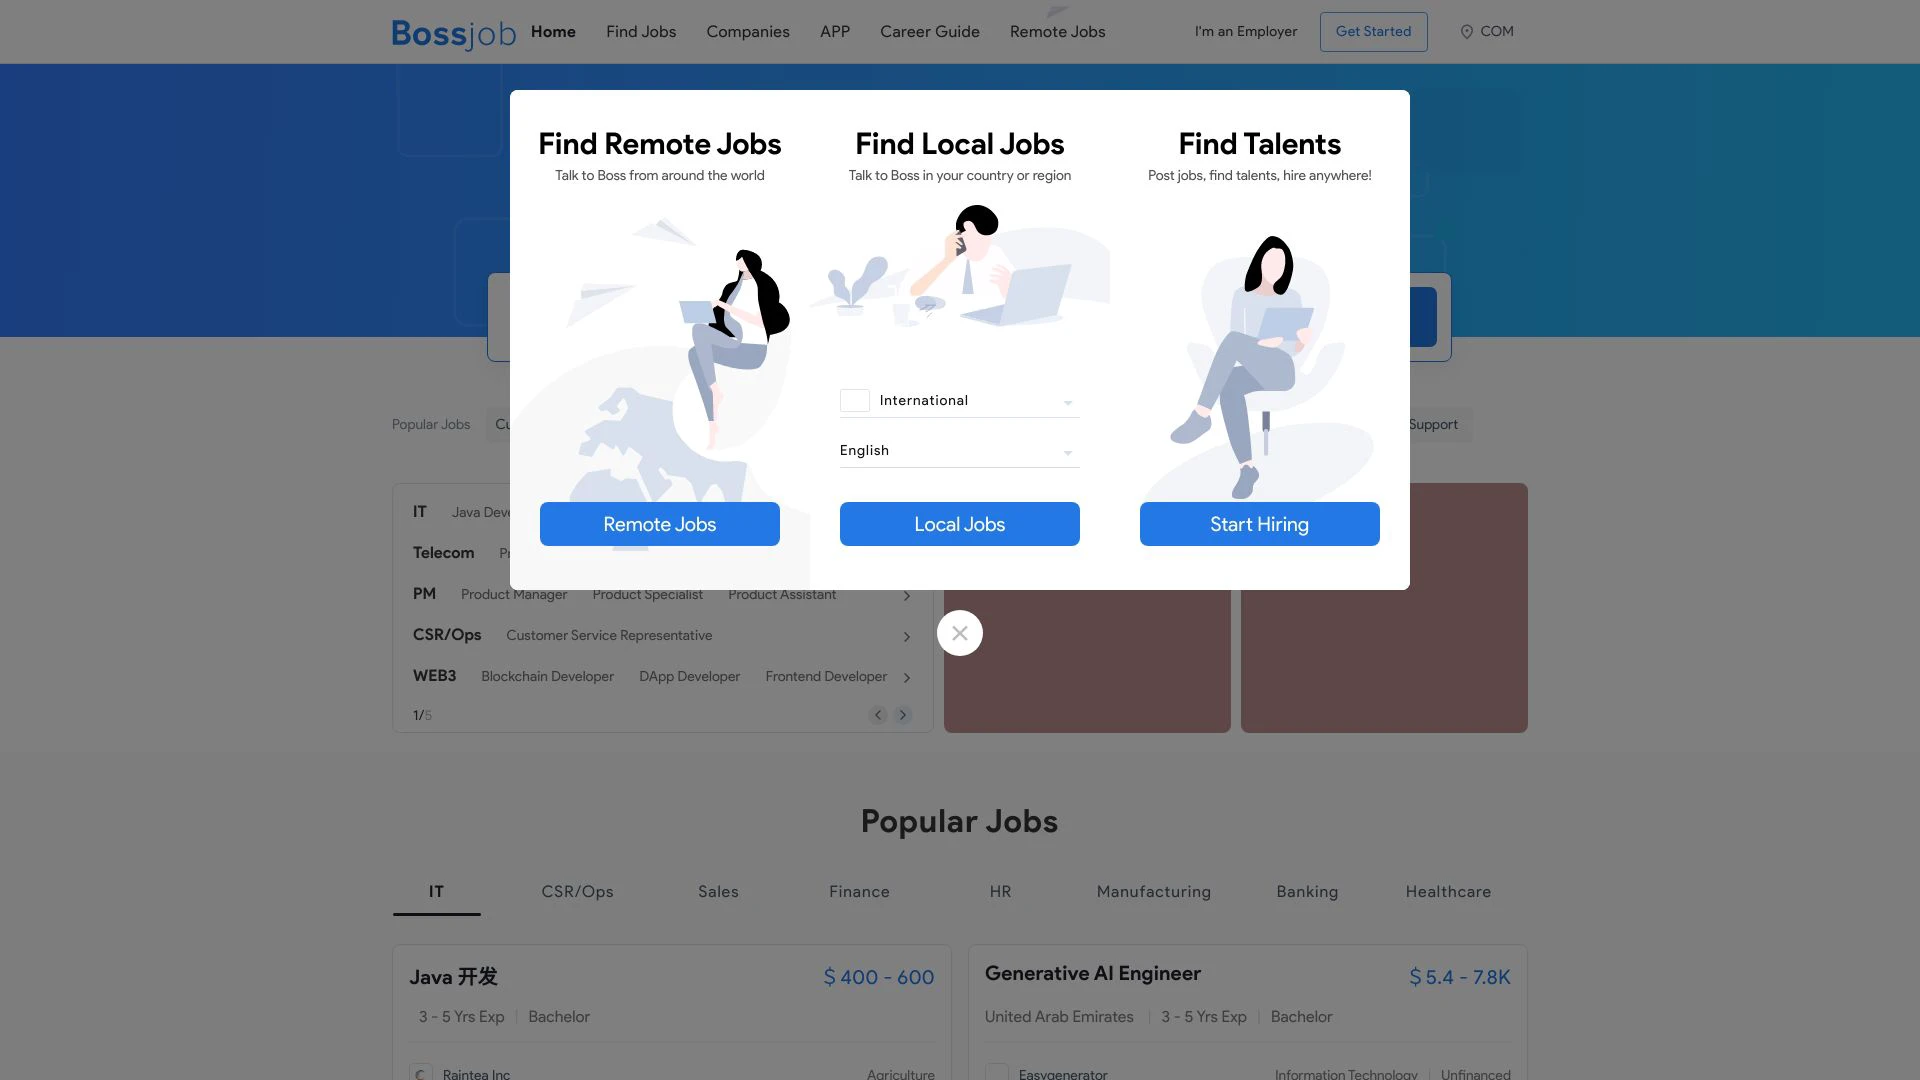 Bossjob Home Find Jobs Companies APP Career Guide Remote Jobs I'm an Employer Get Started COM
Find Remote Jobs
Talk to Boss from around the world
Remote Jobs
Find Local Jobs
Talk to Boss in your country or region
International
English
Local Jobs
Find Talents
Post jobs, find talents, hire anywhere!
Start Hiring
Popular Jobs Support
IT Java
Telecom
PM Product Manager Product Specialist Product Assistant
CSR/Ops Customer Service Representative
WEB3 Blockchain Developer DApp Developer Frontend Developer
1/5
Popular Jobs
IT CSR/Ops Sales Finance HR Manufacturing Banking Healthcare
Java 开发 $ 400 - 600
3 - 5 Yrs Exp Bachelor
Raintea Inc Agriculture
Generative AI Engineer $ 5.4 - 7.8K
United Arab Emirates 3 - 5 Yrs Exp Bachelor
Easygenerator Information Technology Unfinanced